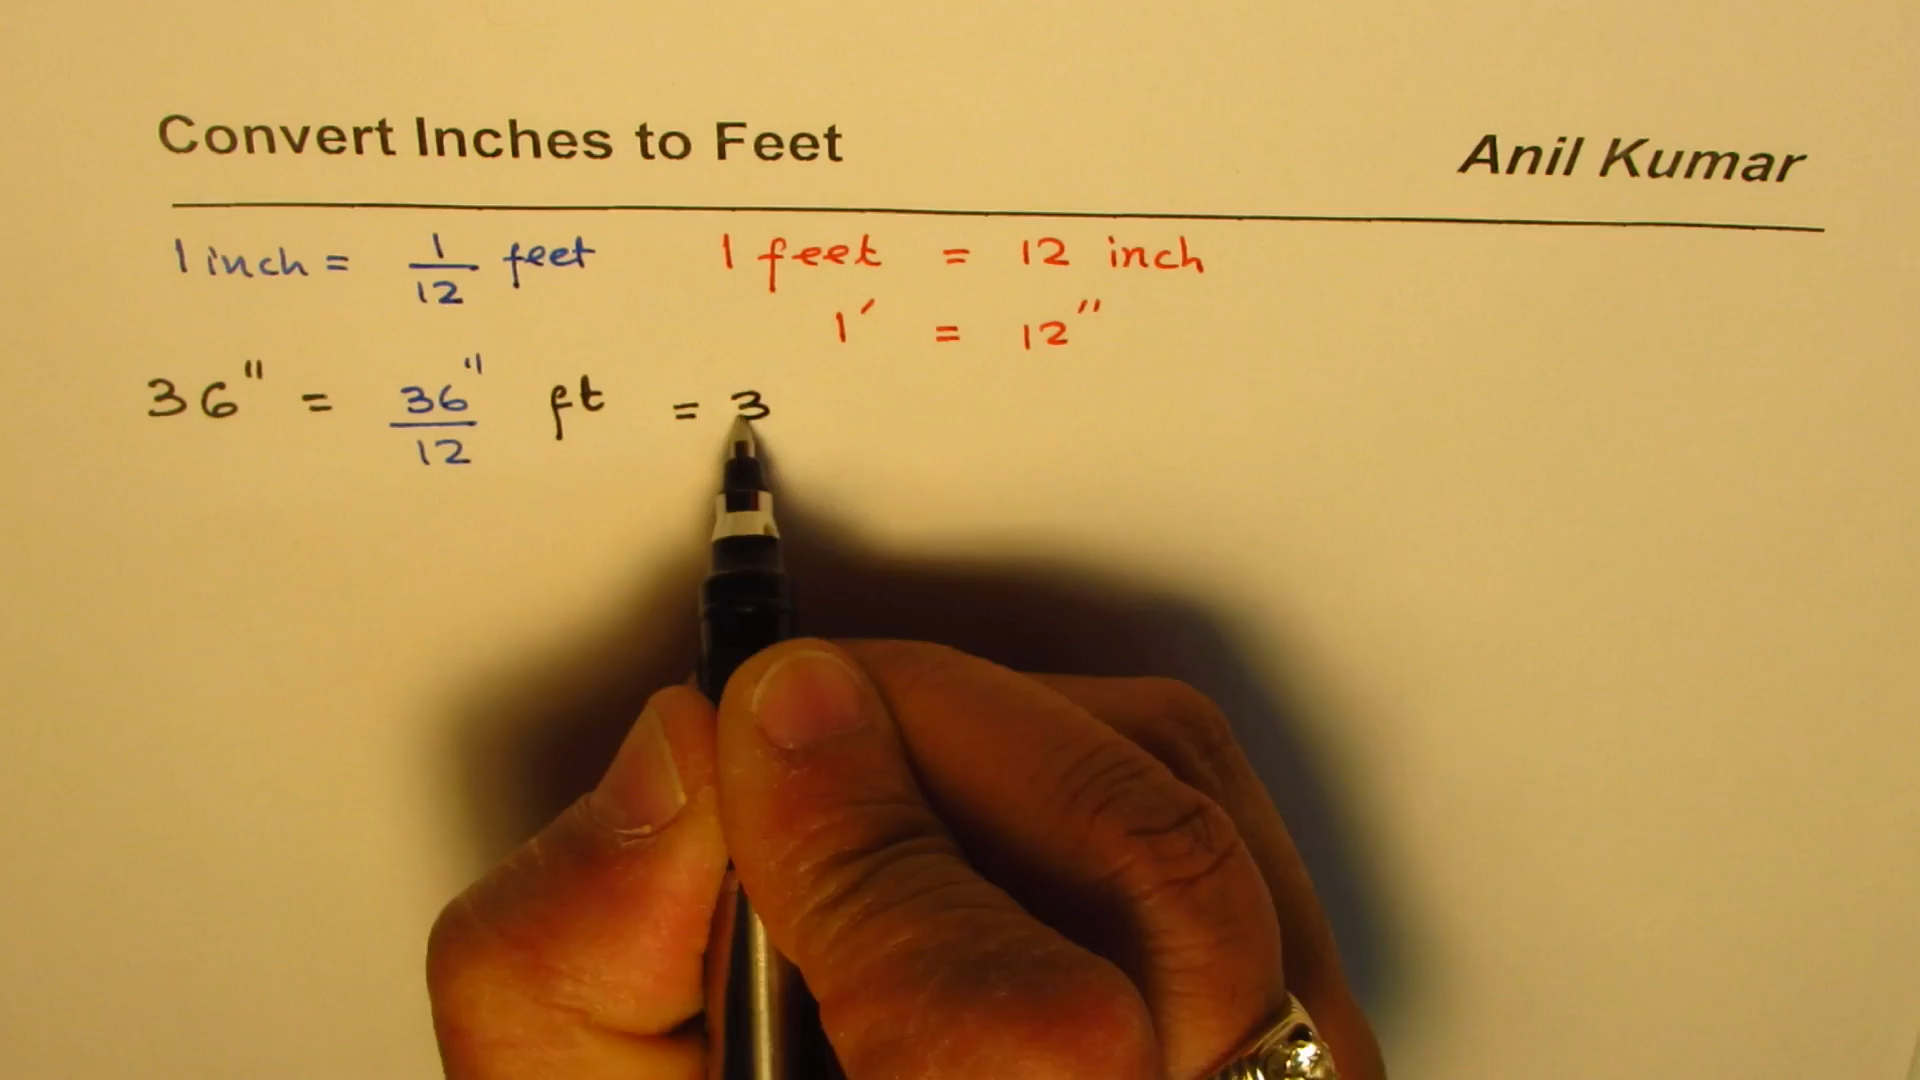 Convert Inches to Feet Anil Kumar
1 inch = 1/12 feet 1 feet = 12 inch
1′ = 12″
36" = 36"/12 ft = 3